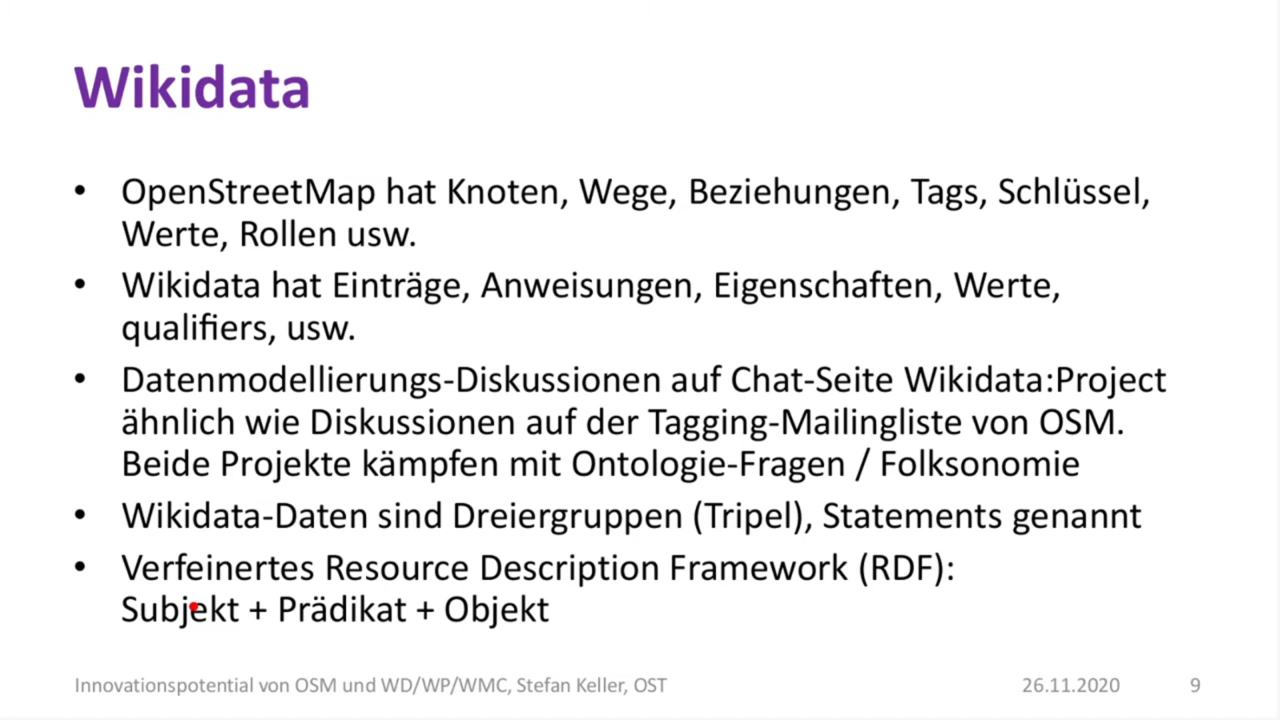 Wikidata
• OpenStreetMap hat Knoten, Wege, Beziehungen, Tags, Schlüssel,
Werte, Rollen usw.
• Wikidata hat Einträge, Anweisungen, Eigenschaften, Werte,
qualifiers, usw.
• Datenmodellierungs-Diskussionen auf Chat-Seite Wikidata:Project
ähnlich wie Diskussionen auf der Tagging-Mailingliste von OSM.
Beide Projekte kämpfen mit Ontologie-Fragen / Folksonomie
• Wikidata-Daten sind Dreiergruppen (Tripel), Statements genannt
• Verfeinertes Resource Description Framework (RDF):
Subjekt + Prädikat + Objekt
Innovationspotential von OSM und WD/WP/WMC, Stefan Keller, OST 26.11.2020 9